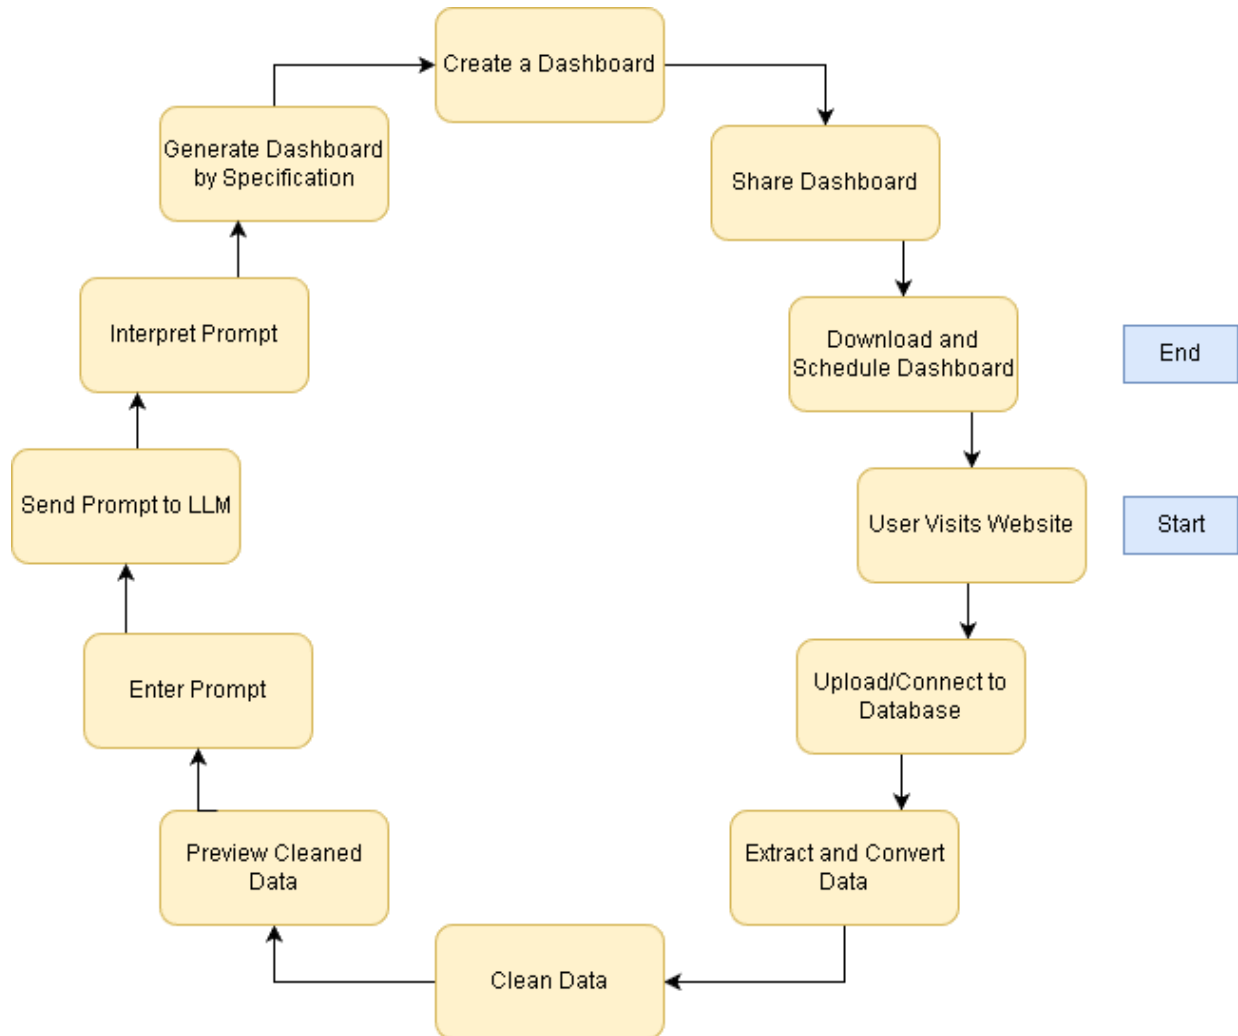 Create a Dashboard
Generate Dashboard
by Specification
Share Dashboard
Interpret Prompt
Download and
Schedule Dashboard
End
Send Prompt to LLM
User Visits Website
Start
Enter Prompt
Upload/Connect to
Database
Preview Cleaned
Data
Extract and Convert
Data
Clean Data